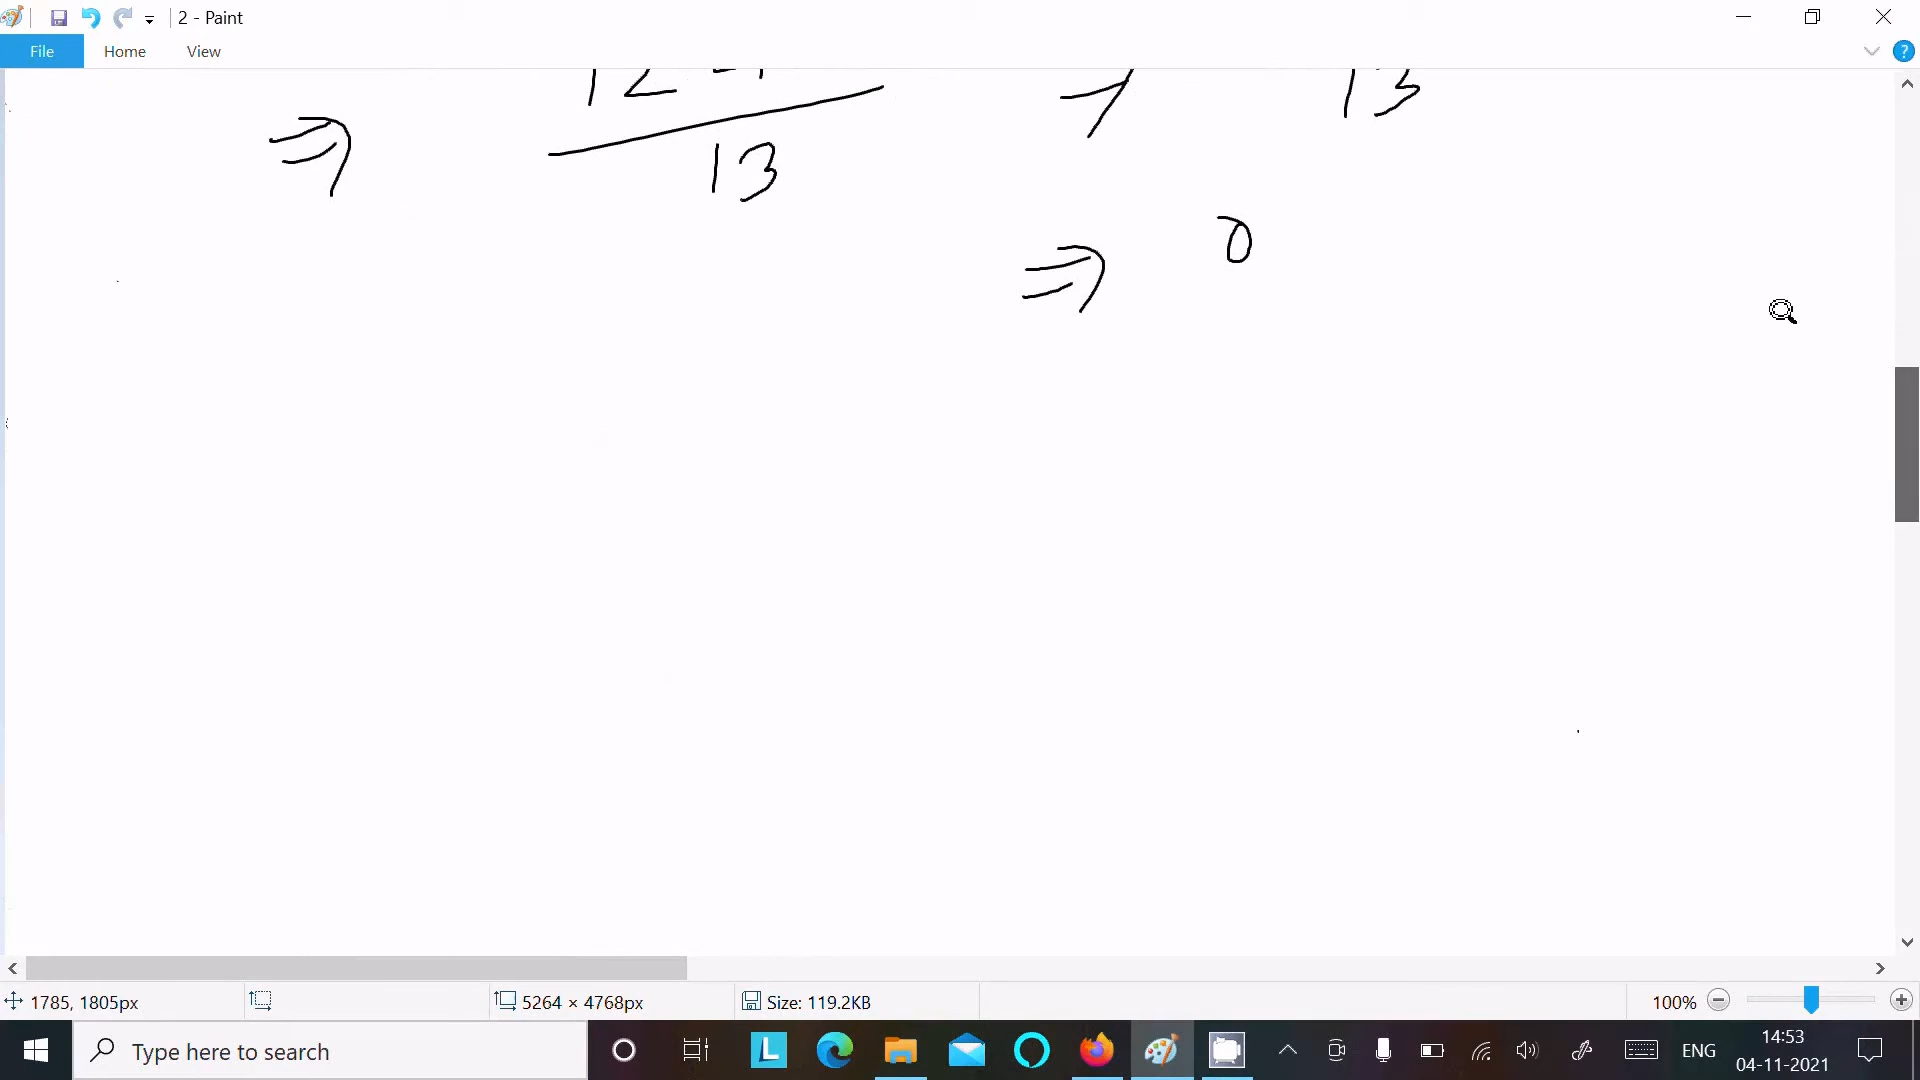 2 - Paint
File Home View
12
13
13
⇒
⇒ 0
1785, 1805px 5264 × 4768px Size: 119.2KB 100%
Type here to search L ENG 14:53
04-11-2021